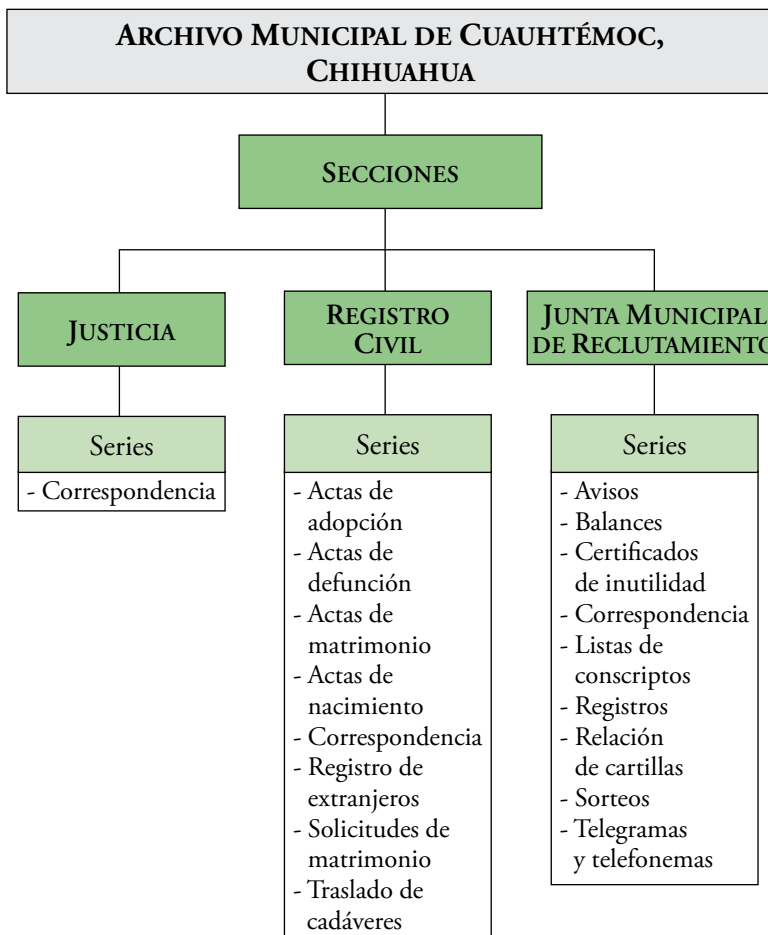 ARCHIVO MUNICIPAL DE CUAUHTÉMOC,
CHIHUAHUA
SECCIONES
JUSTICIA
Series
- Correspondencia
REGISTRO
CIVIL
Series
- Actas de
adopción
- Actas de
defunción
- Actas de
matrimonio
- Actas de
nacimiento
- Correspondencia
- Registro de
extranjeros
- Solicitudes de
matrimonio
- Traslado de
cadáveres
JUNTA MUNICIPAL
DE RECLUTAMIENTO
Series
- Avisos
- Balances
- Certificados
de inutilidad
- Correspondencia
- Listas de
conscriptos
- Registros
- Relación
de cartillas
- Sorteos
- Telegramas
y telefonemas